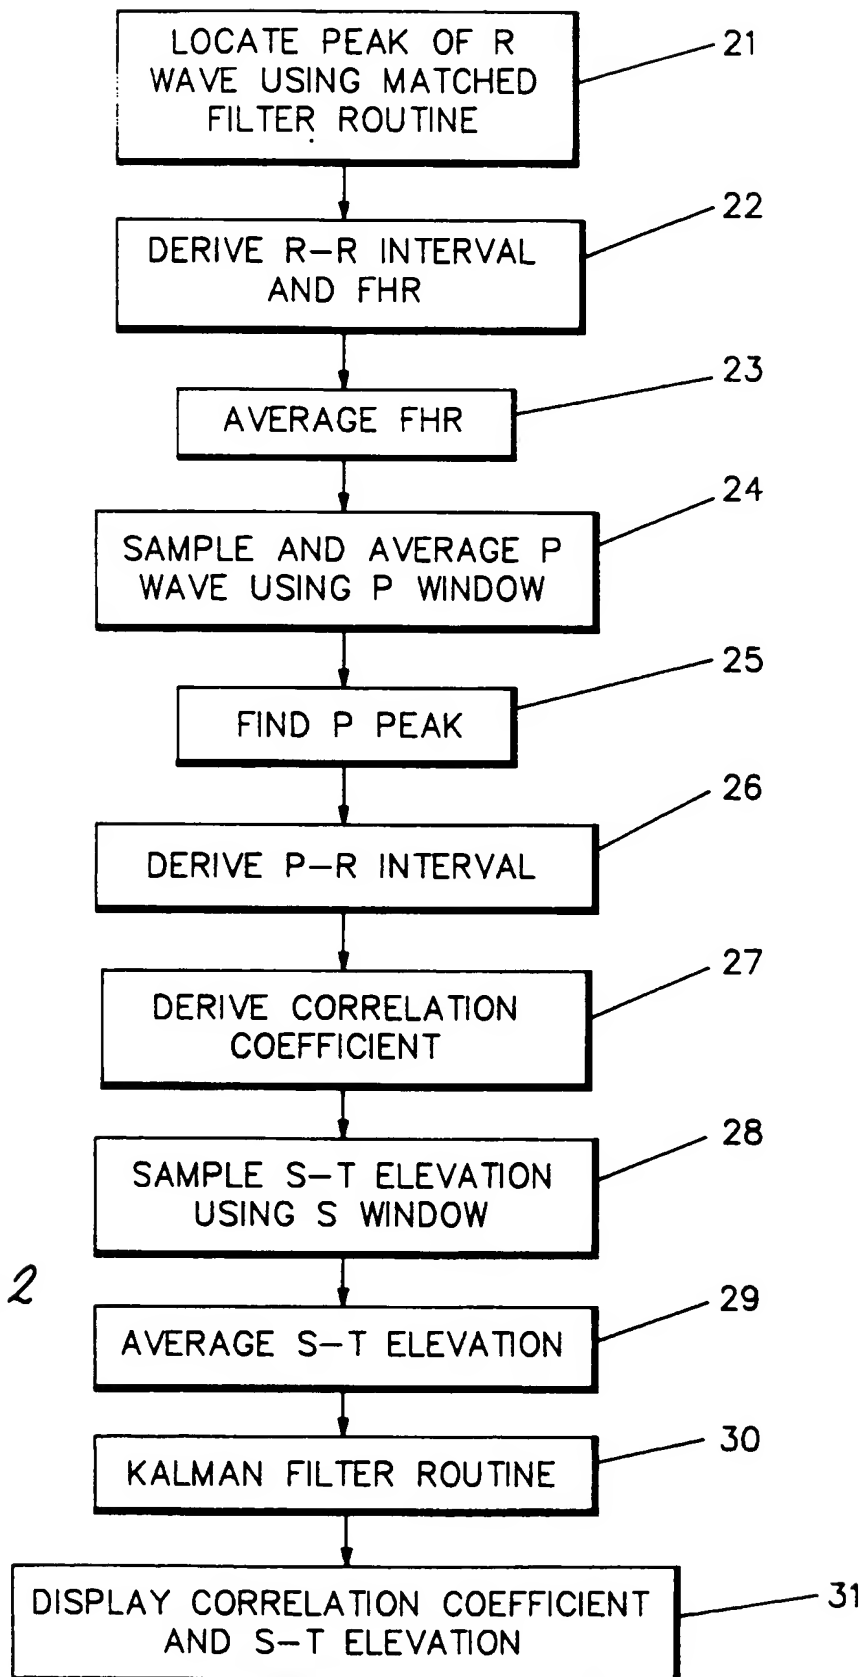 LOCATE PEAK OF R
WAVE USING MATCHED
FILTER ROUTINE
21
DERIVE R-R INTERVAL
AND FHR
22
AVERAGE FHR
23
SAMPLE AND AVERAGE P
WAVE USING P WINDOW
24
FIND P PEAK
25
DERIVE P-R INTERVAL
26
DERIVE CORRELATION
COEFFICIENT
27
SAMPLE S-T ELEVATION
USING S WINDOW
28
2
AVERAGE S-T ELEVATION
29
KALMAN FILTER ROUTINE
30
DISPLAY CORRELATION COEFFICIENT
AND S-T ELEVATION
31